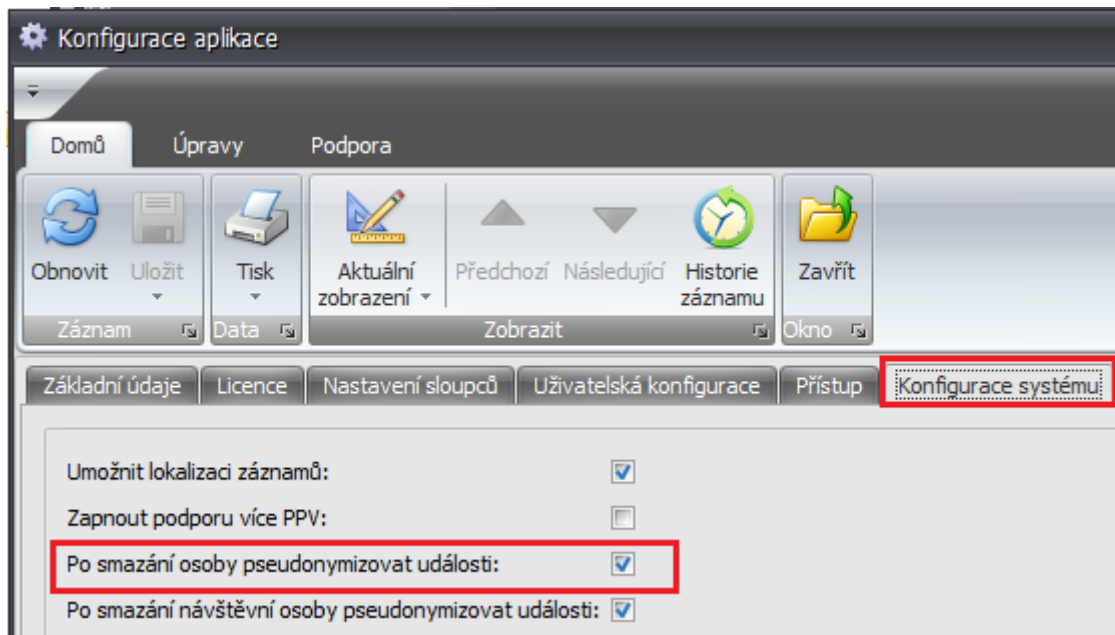 Konfigurace aplikace
Domů Úpravy Podpora
Obnovit Uložit Tisk Aktuální zobrazení Předchozí Následující Historie záznamu Zavřít
Záznam Data Zobrazit Okno
Základní údaje Licence Nastavení sloupců Uživatelská konfigurace Přístup Konfigurace systému
Umožnit lokalizaci záznamů:
Zapnout podporu více PPV:
Po smazání osoby pseudonymizovat události:
Po smazání návštěvní osoby pseudonymizovat události: